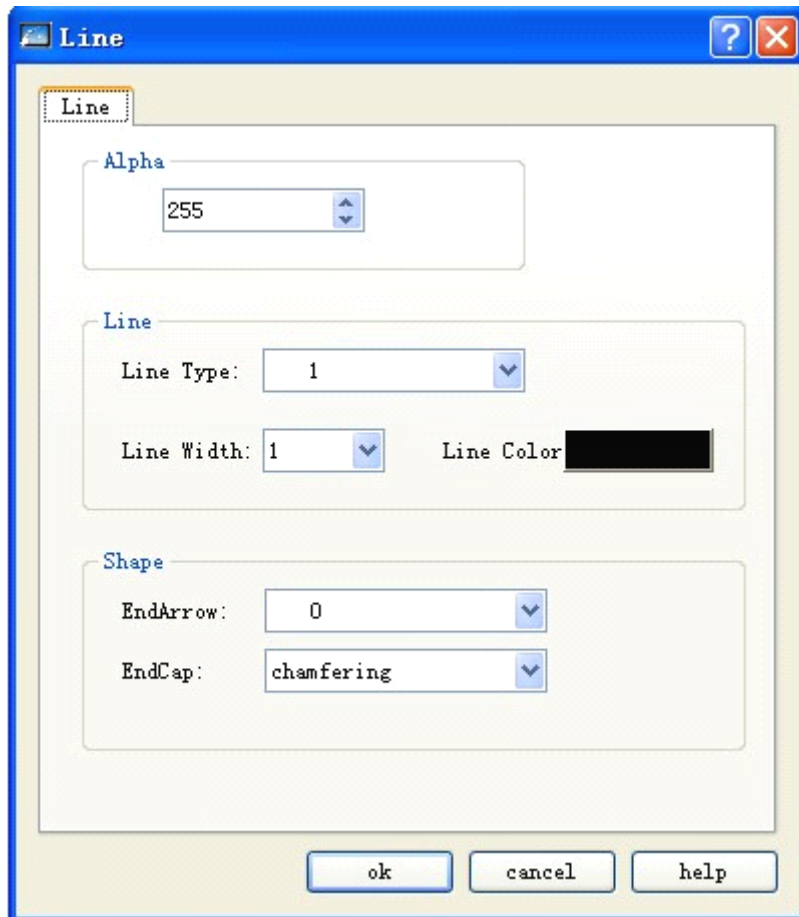 Line
Line
Alpha
255
Line
Line Type: 1
Line Width: 1 Line Color
Shape
EndArrow: 0
EndCap: chamfering
ok cancel help